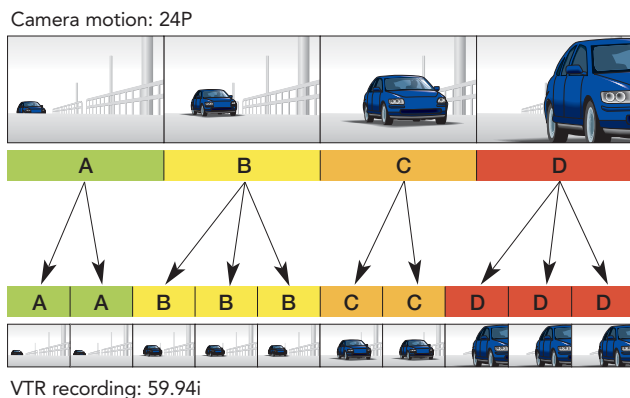 Camera motion: 24P
A B C D
A A B B B C C D D D
VTR recording: 59.94i